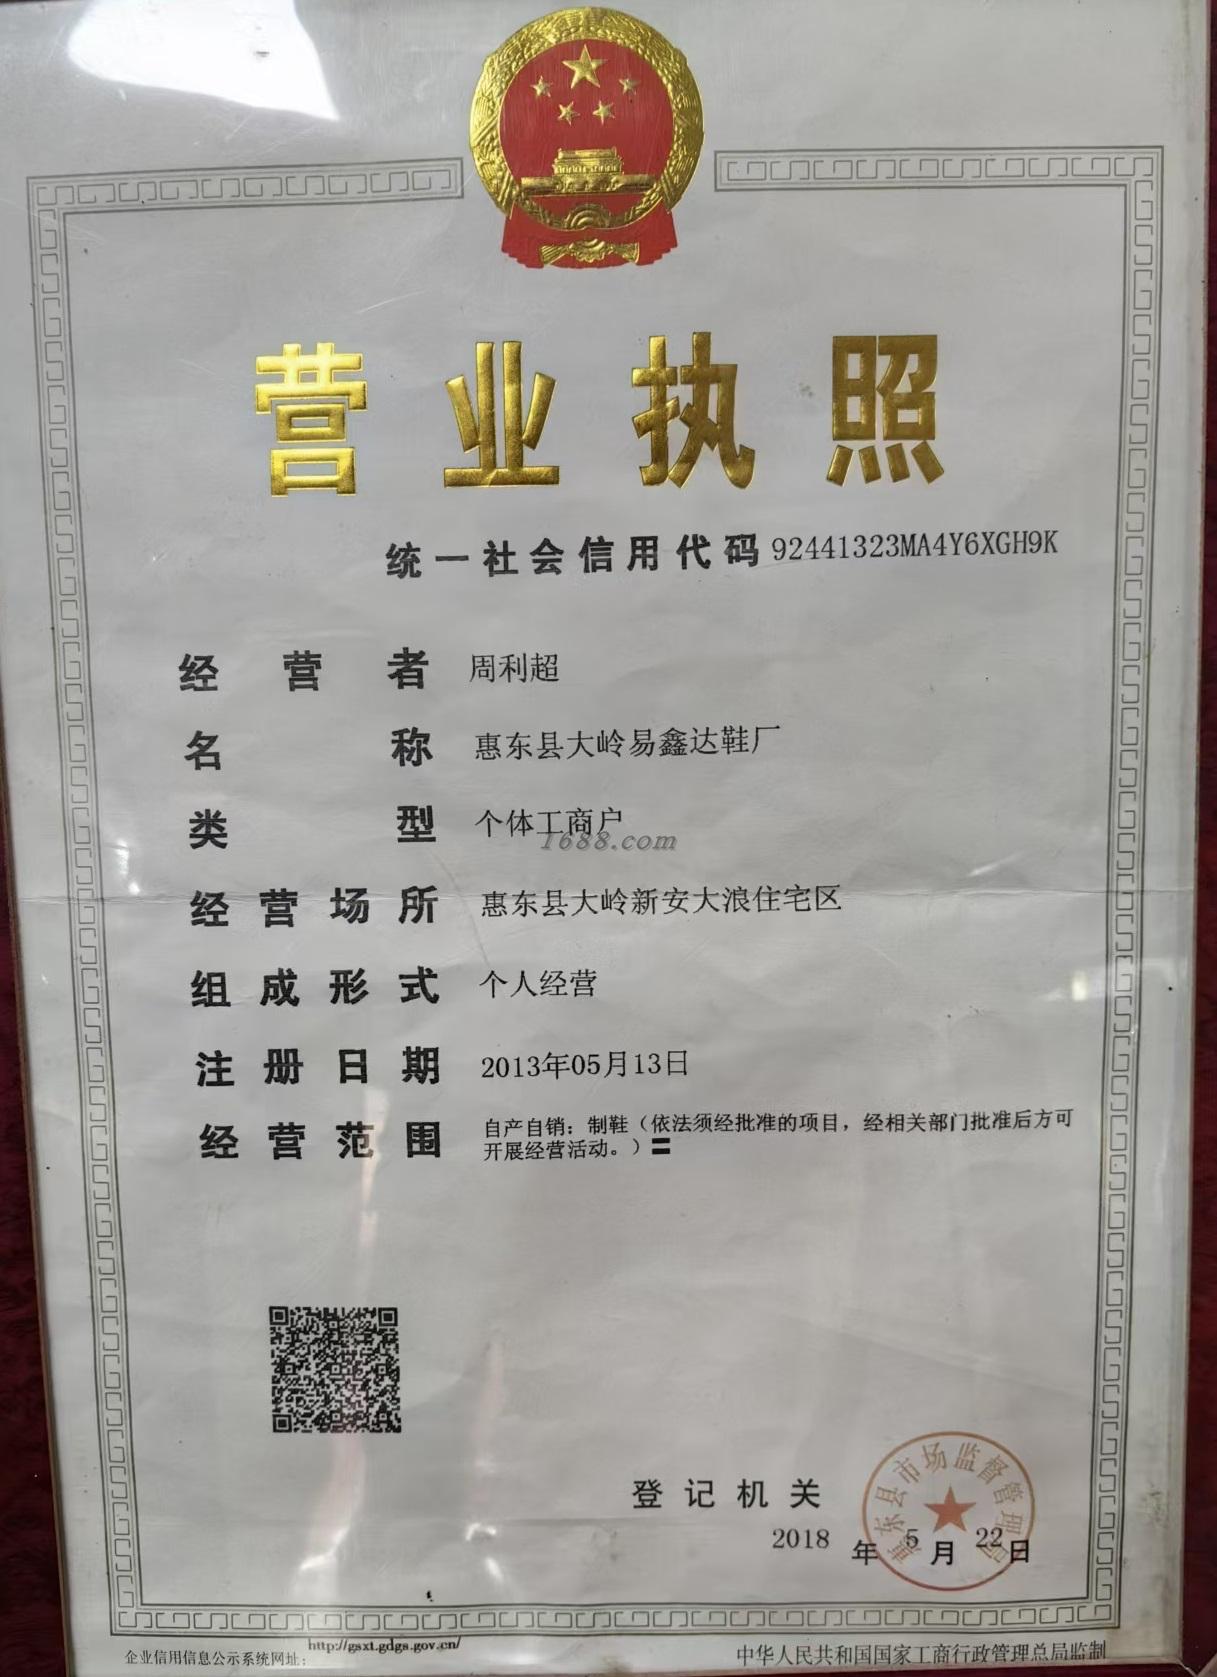 营业执照
统一社会信用代码 92441323MA4Y6XGH9K
经营者 周利超
名称 惠东县大岭易鑫达鞋厂
类型 个体工商户
1688.com
经营场所 惠东县大岭新安大浪住宅区
组成形式 个人经营
注册日期 2013年05月13日
经营范围 自产自销：制鞋（依法须经批准的项目，经相关部门批准后方可
开展经营活动。）〓
惠东县市场监督管理局
登记机关
2018 年 5 月 22 日
企业信用信息公示系统网址： http://gsxt.gdgs.gov.cn/
中华人民共和国国家工商行政管理总局监制